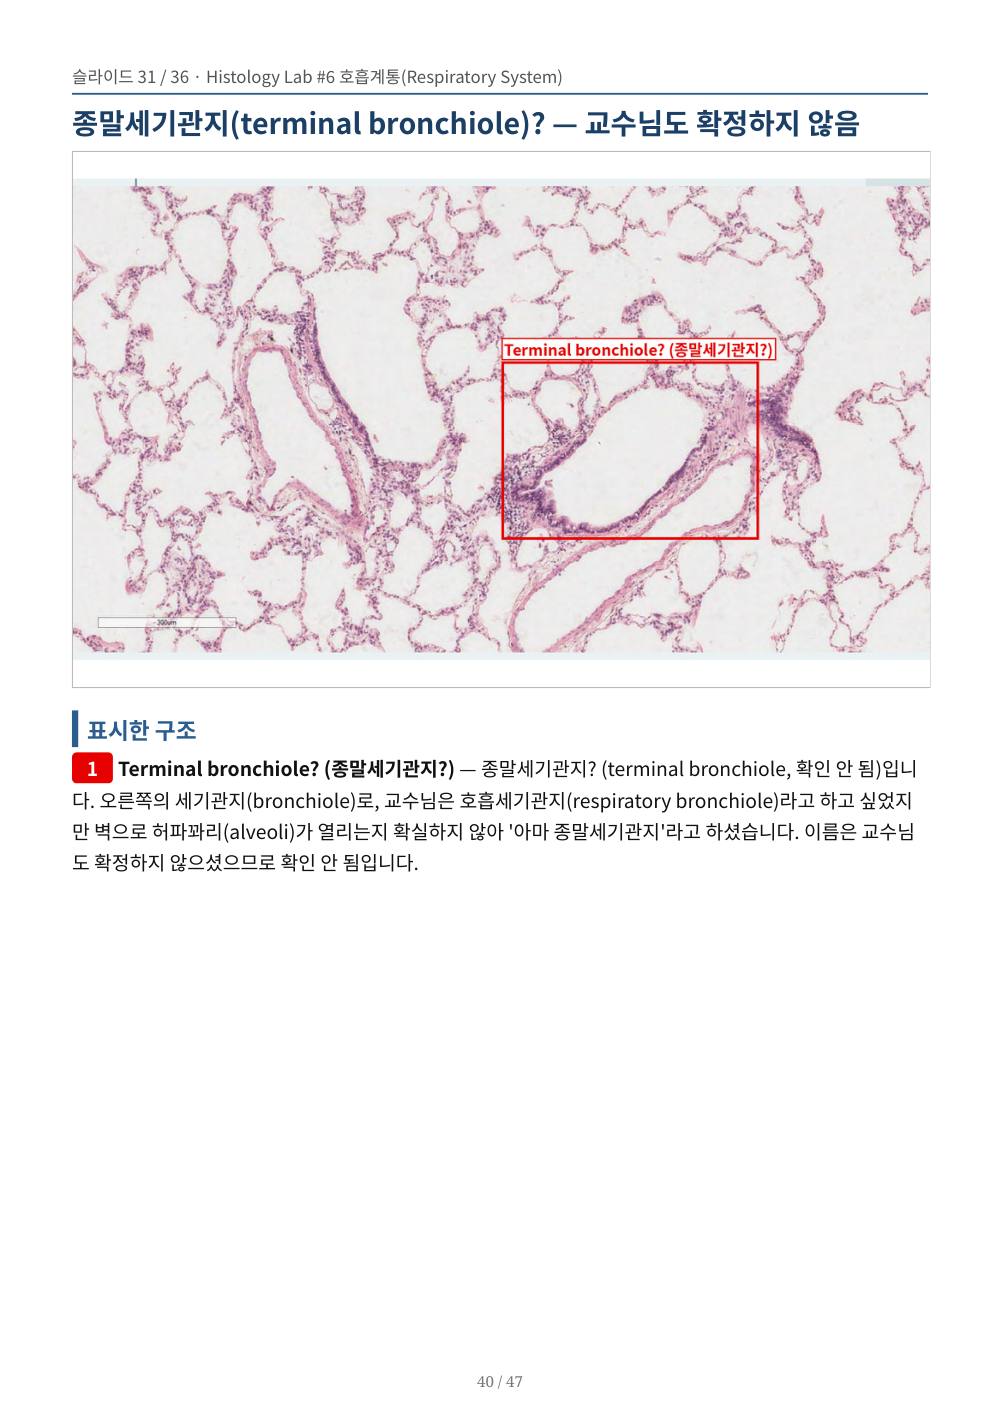 슬라이드 31 / 36 · Histology Lab #6 호흡계통(Respiratory System)
종말세기관지(terminal bronchiole)? — 교수님도 확정하지 않음
Terminal bronchiole? (종말세기관지?)
300um
표시한 구조
1 Terminal bronchiole? (종말세기관지?) — 종말세기관지? (terminal bronchiole, 확인 안 됨)입니
다. 오른쪽의 세기관지(bronchiole)로, 교수님은 호흡세기관지(respiratory bronchiole)라고 하고 싶었지
만 벽으로 허파꽈리(alveoli)가 열리는지 확실하지 않아 '아마 종말세기관지'라고 하셨습니다. 이름은 교수님
도 확정하지 않으셨으므로 확인 안 됨입니다.
40 / 47